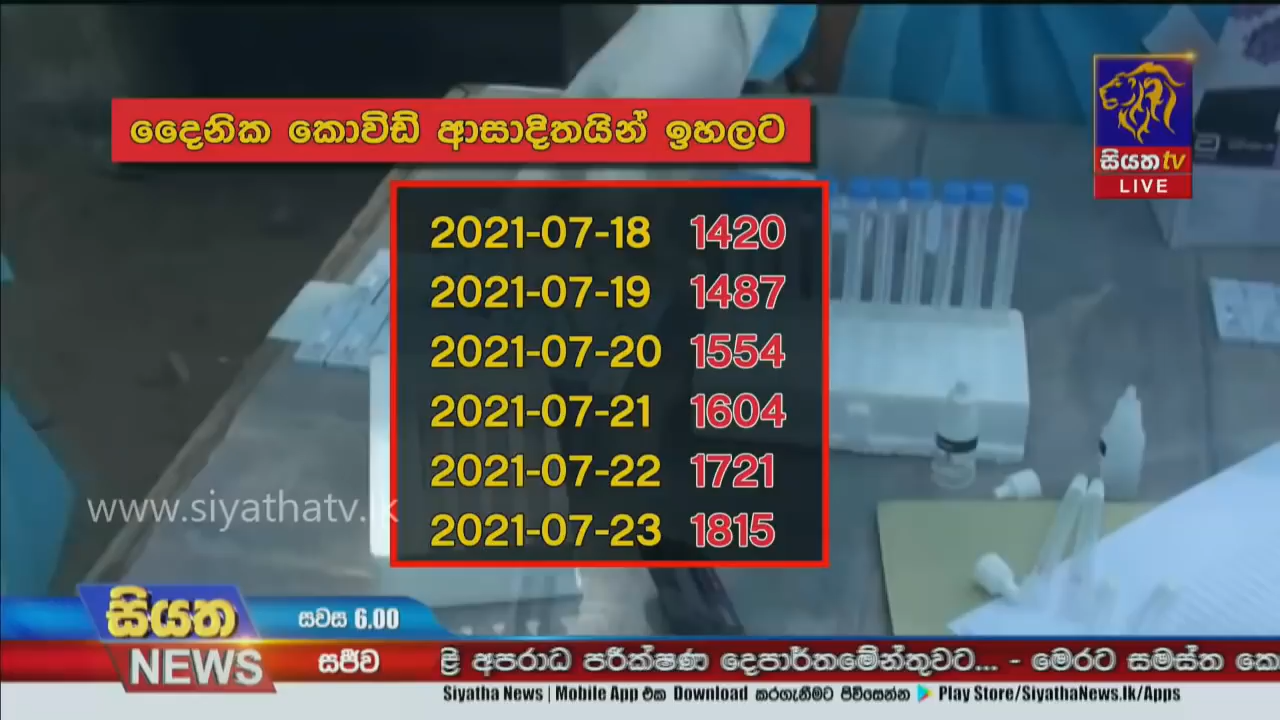 දෛනික කොවිඩ් ආසාදිතයින් ඉහලට
සියත tv
LIVE
2021-07-18 1420
2021-07-19 1487
2021-07-20 1554
2021-07-21 1604
2021-07-22 1721
2021-07-23 1815
www.siyathatv.lk
සියත
NEWS
සවස 6.00
සජීව
ළි අපරාධ පරීක්ෂණ දෙපාර්තමේන්තුවට... - මෙරට සමස්ත කො
Siyatha News | Mobile App එක Download කරගැනීමට පිවිසෙන්න Play Store/SiyathaNews.lk/Apps